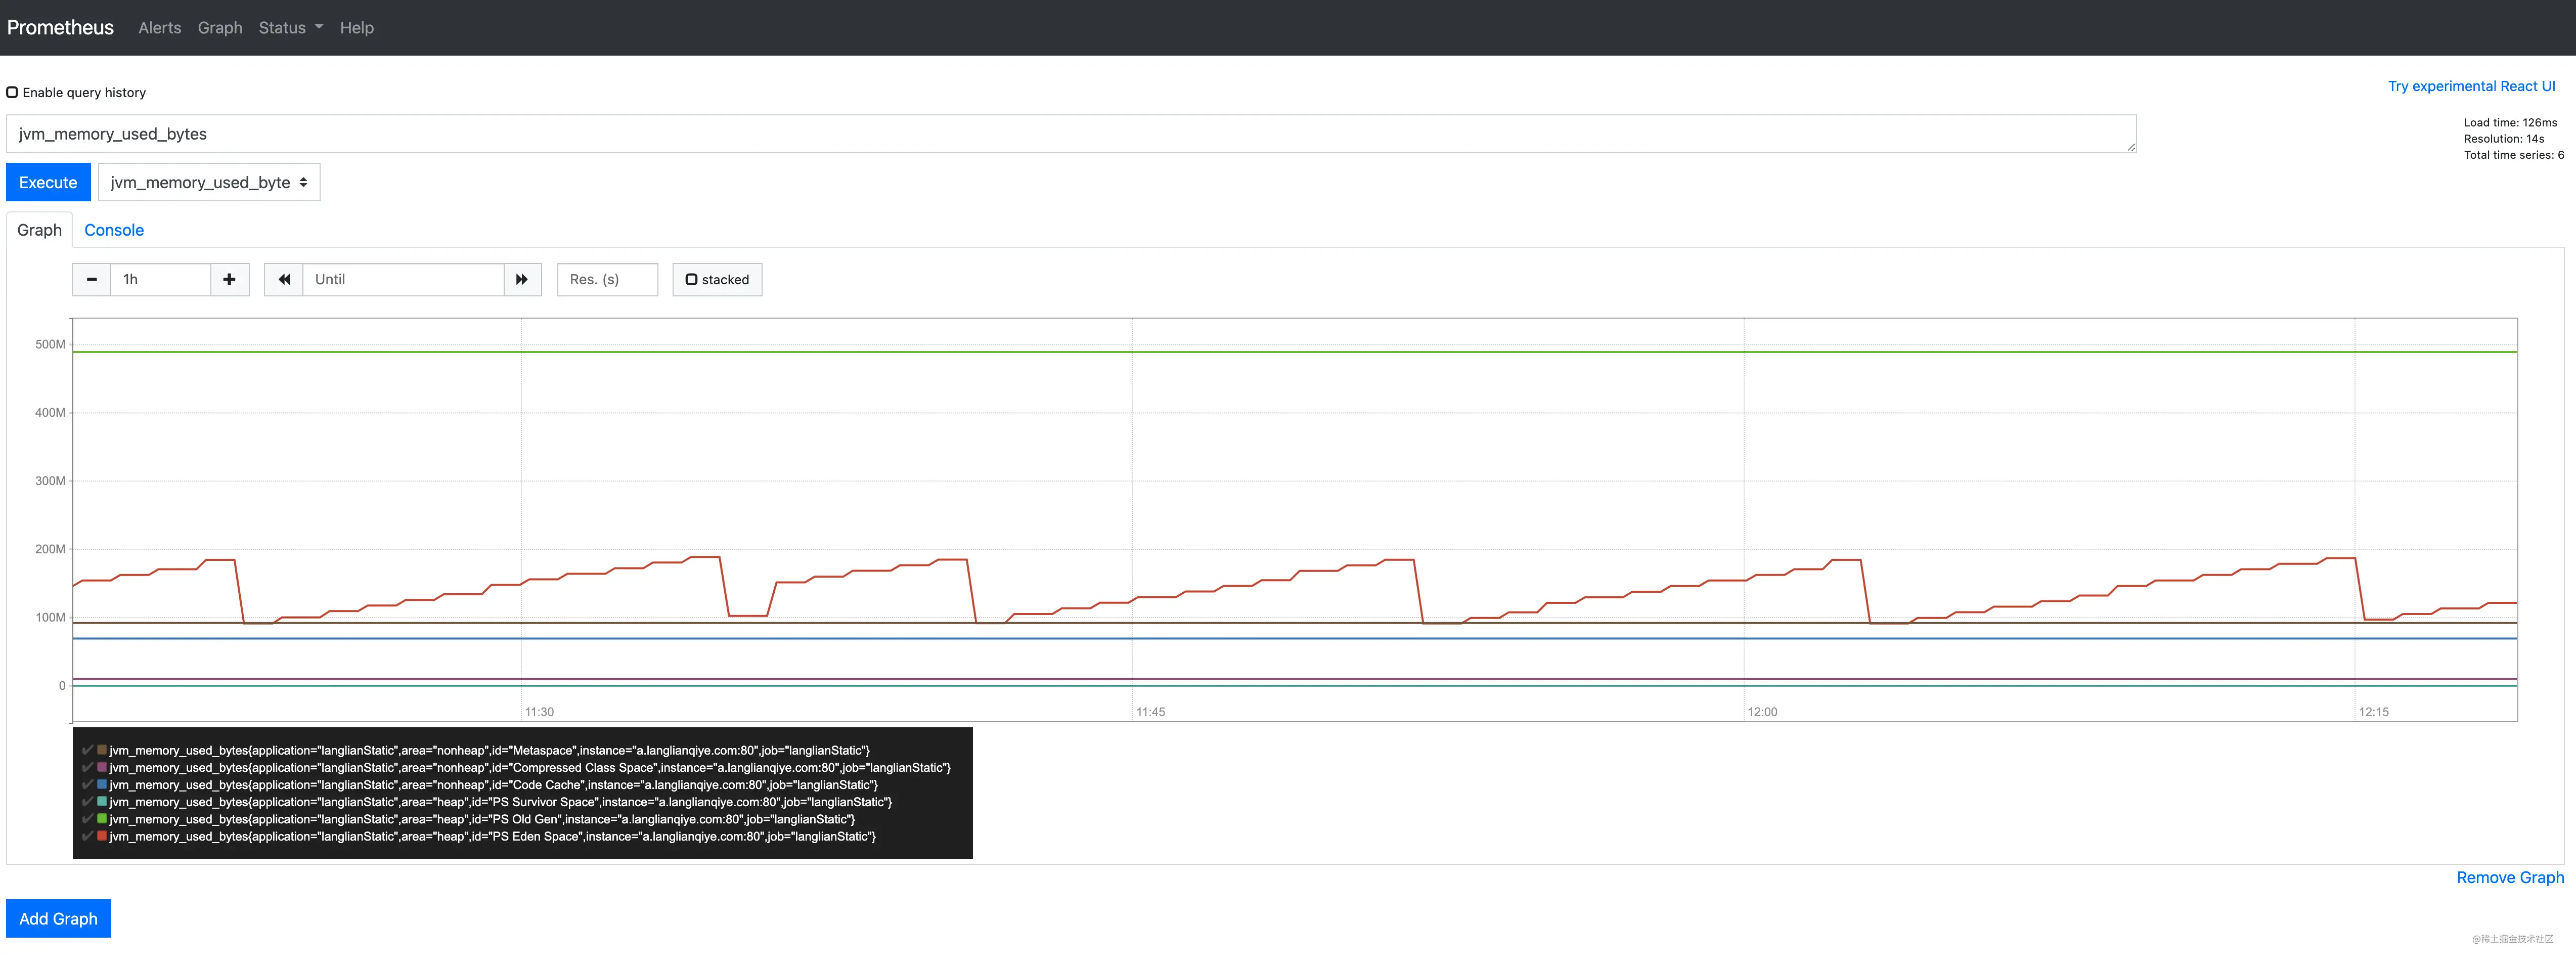 Prometheus Alerts Graph Status Help
Enable query history
Try experimental React UI
jvm_memory_used_bytes
Load time: 126ms
Resolution: 14s
Total time series: 6
Execute jvm_memory_used_byte
Graph Console
1h Until Res. (s) stacked
500M
400M
300M
200M
100M
0
11:30 11:45 12:00 12:15
jvm_memory_used_bytes{application="langlianStatic",area="nonheap",id="Metaspace",instance="a.langlianqiye.com:80",job="langlianStatic"}
jvm_memory_used_bytes{application="langlianStatic",area="nonheap",id="Compressed Class Space",instance="a.langlianqiye.com:80",job="langlianStatic"}
jvm_memory_used_bytes{application="langlianStatic",area="nonheap",id="Code Cache",instance="a.langlianqiye.com:80",job="langlianStatic"}
jvm_memory_used_bytes{application="langlianStatic",area="heap",id="PS Survivor Space",instance="a.langlianqiye.com:80",job="langlianStatic"}
jvm_memory_used_bytes{application="langlianStatic",area="heap",id="PS Old Gen",instance="a.langlianqiye.com:80",job="langlianStatic"}
jvm_memory_used_bytes{application="langlianStatic",area="heap",id="PS Eden Space",instance="a.langlianqiye.com:80",job="langlianStatic"}
Remove Graph
Add Graph
@稀土掘金技术社区